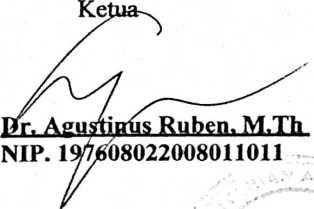 Ketua
Dr. Agustinus Ruben, M.Th
NIP. 197608022008011011